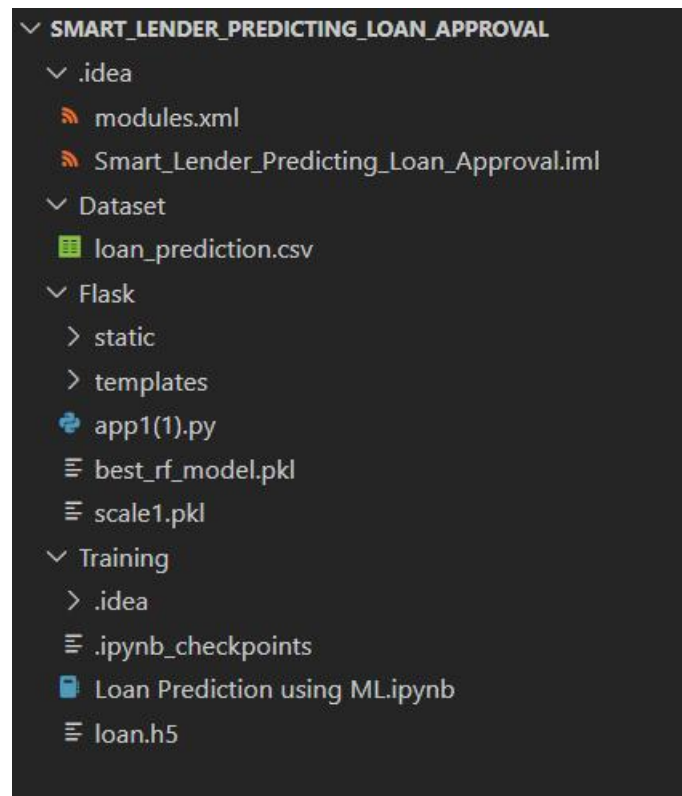 SMART_LENDER_PREDICTING_LOAN_APPROVAL
.idea
modules.xml
Smart_Lender_Predicting_Loan_Approval.iml
Dataset
loan_prediction.csv
Flask
static
templates
app1(1).py
best_rf_model.pkl
scale1.pkl
Training
.idea
.ipynb_checkpoints
Loan Prediction using ML.ipynb
loan.h5